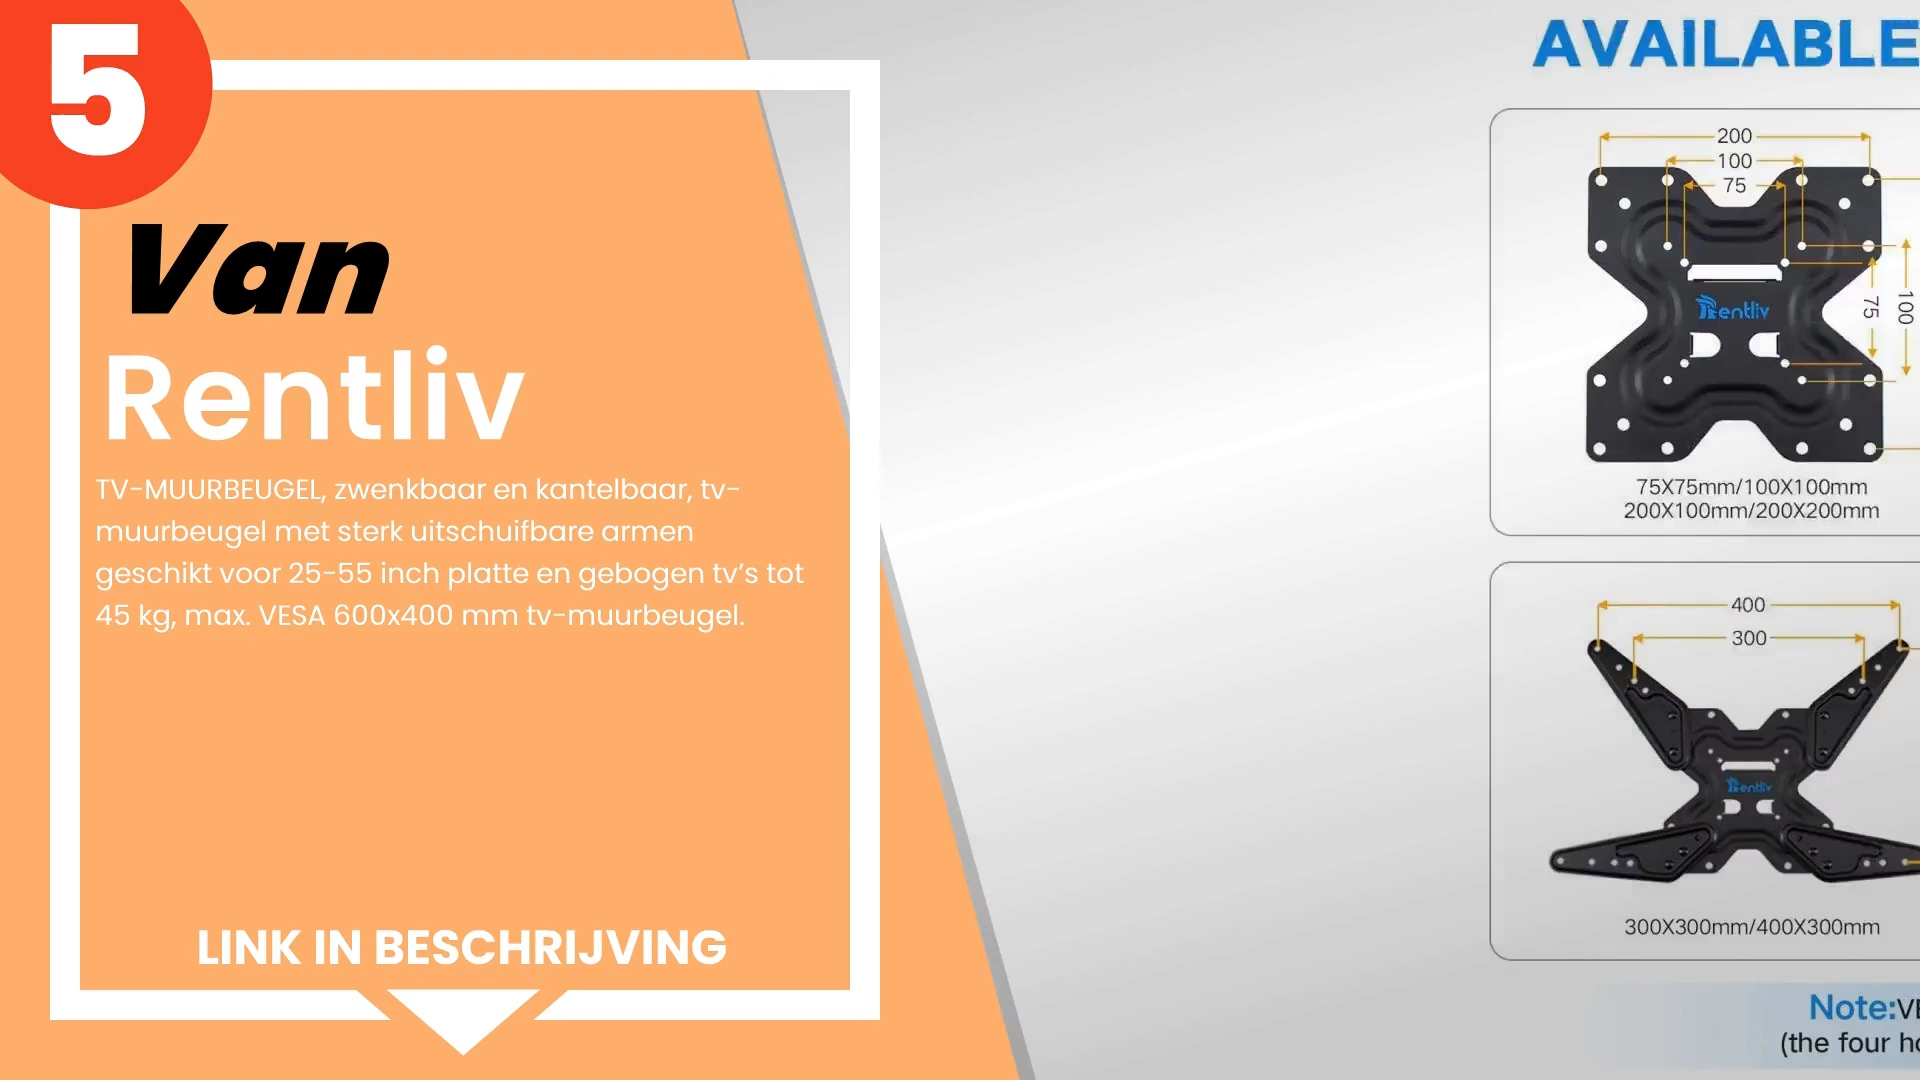 5
Van
Rentliv
TV-MUURBEUGEL, zwenkbaar en kantelbaar, tv-
muurbeugel met sterk uitschuifbare armen
geschikt voor 25-55 inch platte en gebogen tv’s tot
45 kg, max. VESA 600x400 mm tv-muurbeugel.
LINK IN BESCHRIJVING
AVAILABLE
200
100
75
75
100
Rentliv
75X75mm/100X100mm
200X100mm/200X200mm
400
300
Rentliv
300X300mm/400X300mm
Note:
(the four